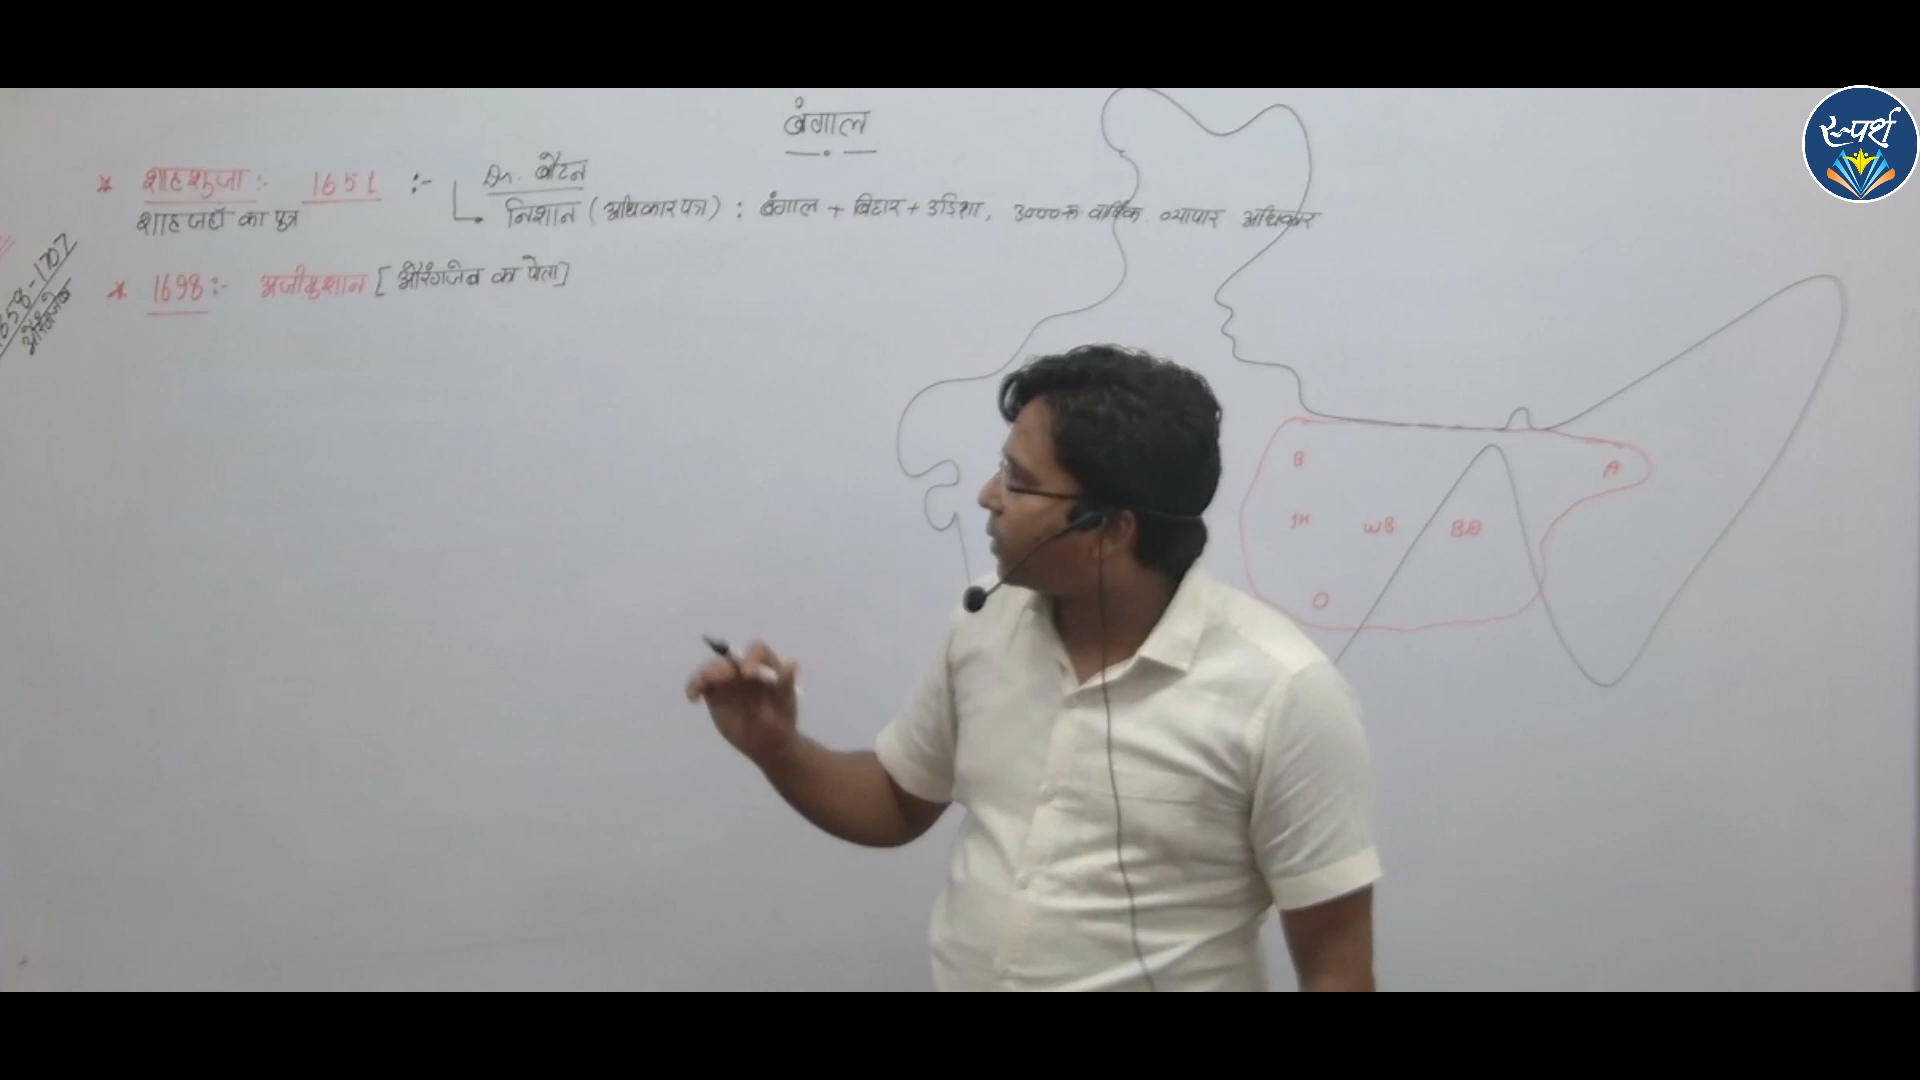 बंगाल
* शाहशुजा :- 1651 :- Dr. बौटन
शाहजहाँ का पुत्र
निशान (अधिकार पत्र) : बंगाल + बिहार + उडिशा, 3000रू वार्षिक व्यापार अधिकार
* 1698 :- अजीमुशान [औरंगजेब का पोता]
1658-1707
औरंगजेब
B A
JH WB BD
O
स्पर्श